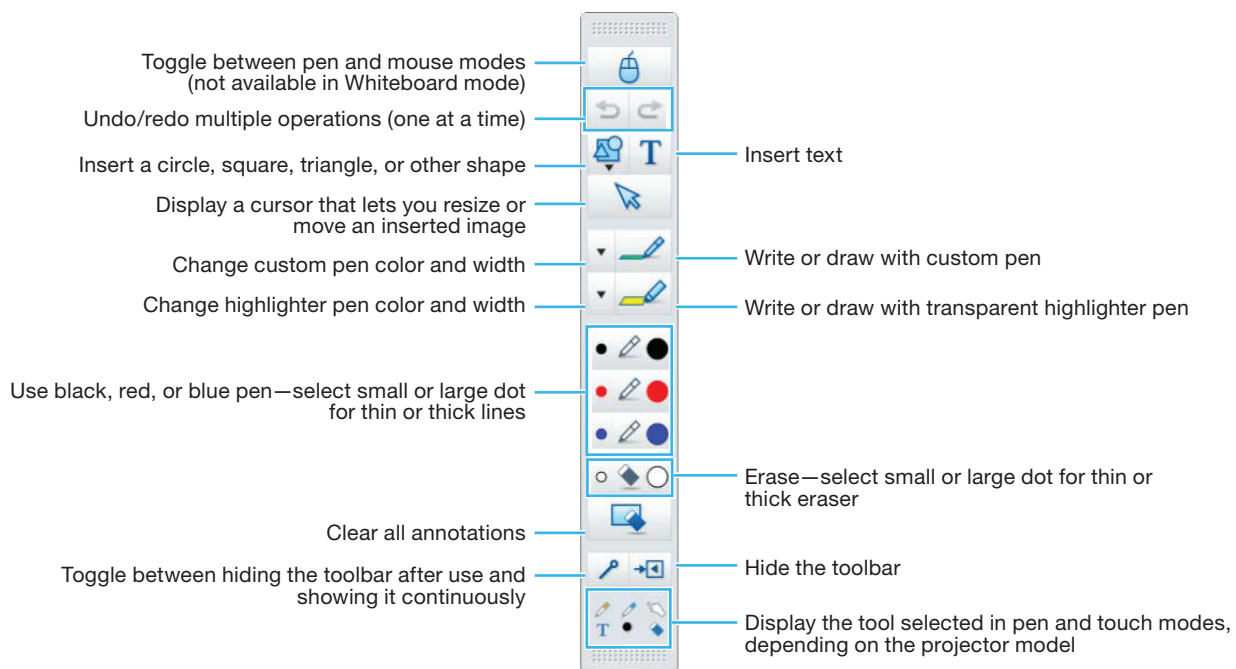 Toggle between pen and mouse modes
(not available in Whiteboard mode)
Undo/redo multiple operations (one at a time)
Insert a circle, square, triangle, or other shape
T
Insert text
Display a cursor that lets you resize or
move an inserted image
Change custom pen color and width
Write or draw with custom pen
Change highlighter pen color and width
Write or draw with transparent highlighter pen
Use black, red, or blue pen—select small or large dot
for thin or thick lines
Erase—select small or large dot for thin or
thick eraser
Clear all annotations
Toggle between hiding the toolbar after use and
showing it continuously
Hide the toolbar
T
Display the tool selected in pen and touch modes,
depending on the projector model